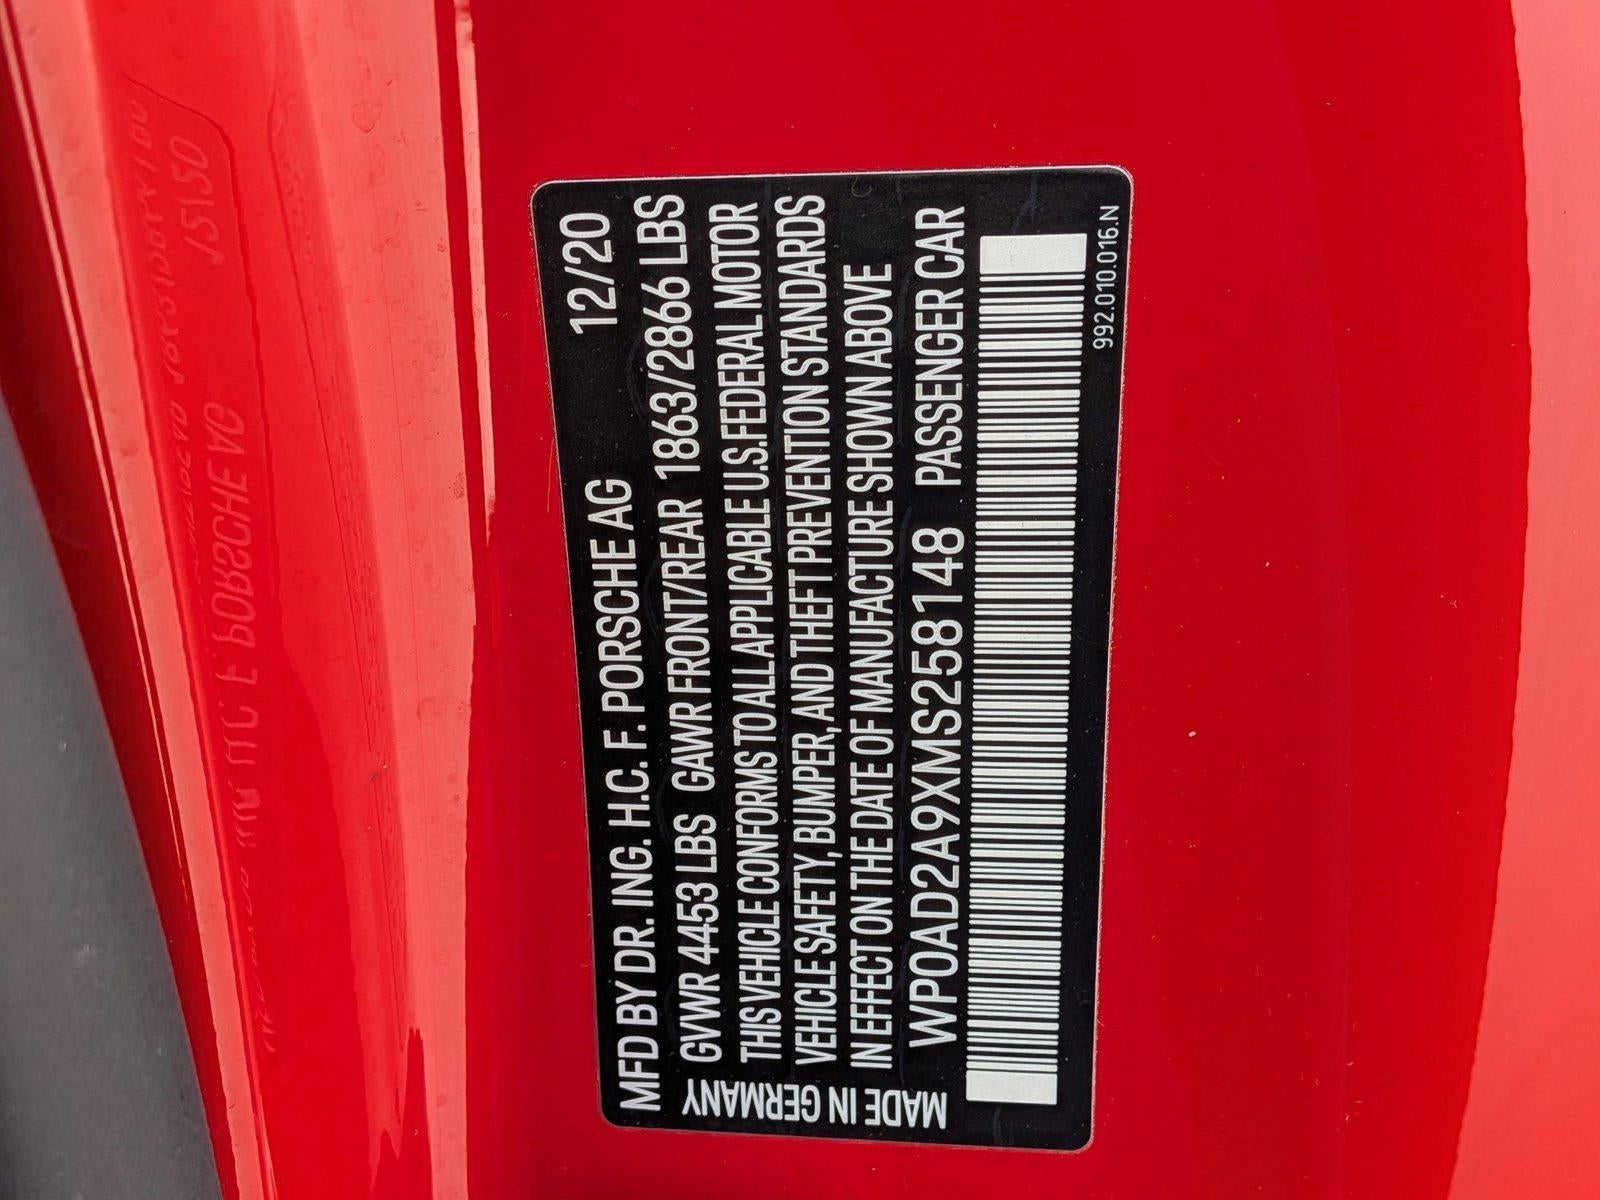 MFD BY DR. ING. H.C. F. PORSCHE AG 12/20
GVWR 4453 LBS GAWR FRONT/REAR 1863/2866 LBS
THIS VEHICLE CONFORMS TO ALL APPLICABLE U.S. FEDERAL MOTOR
VEHICLE SAFETY, BUMPER, AND THEFT PREVENTION STANDARDS
IN EFFECT ON THE DATE OF MANUFACTURE SHOWN ABOVE
WP0AD2A9XMS258148 PASSENGER CAR
992.010.016.N
MADE IN GERMANY